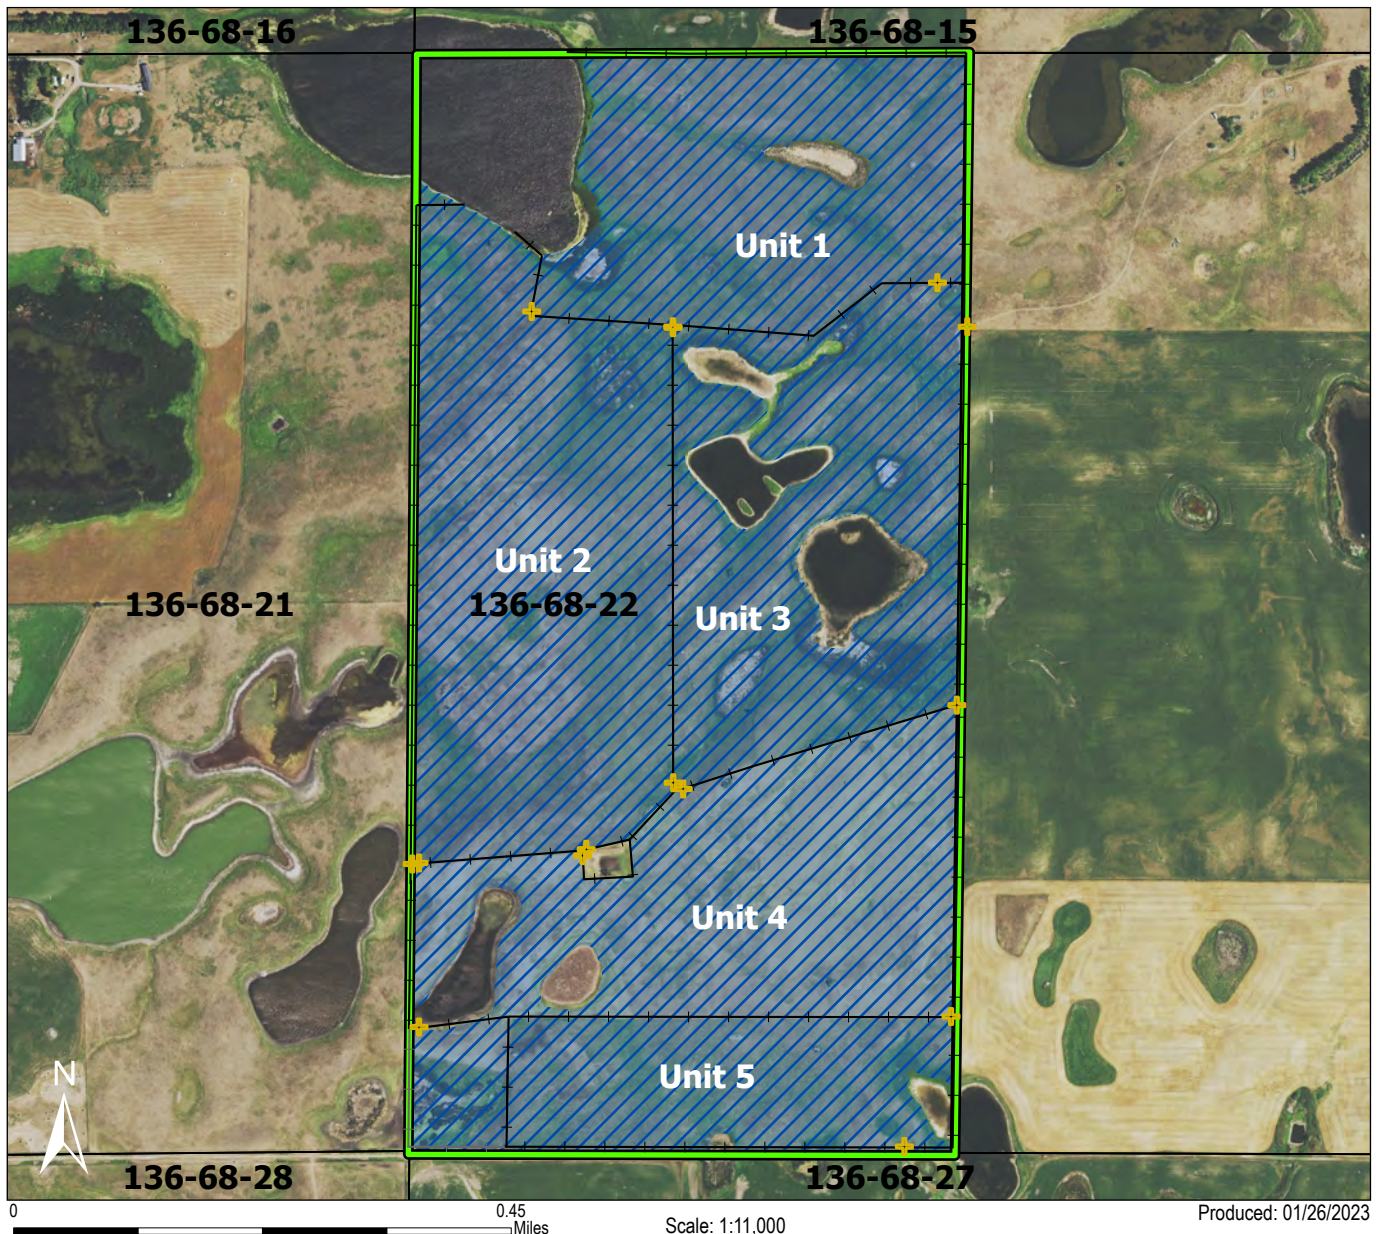 136-68-16
136-68-15
Unit 1
Unit 2
136-68-21
136-68-22
Unit 3
Unit 4
Unit 5
N
136-68-28
136-68-27
0
0.45
Miles
Scale: 1:11,000
Produced: 01/26/2023